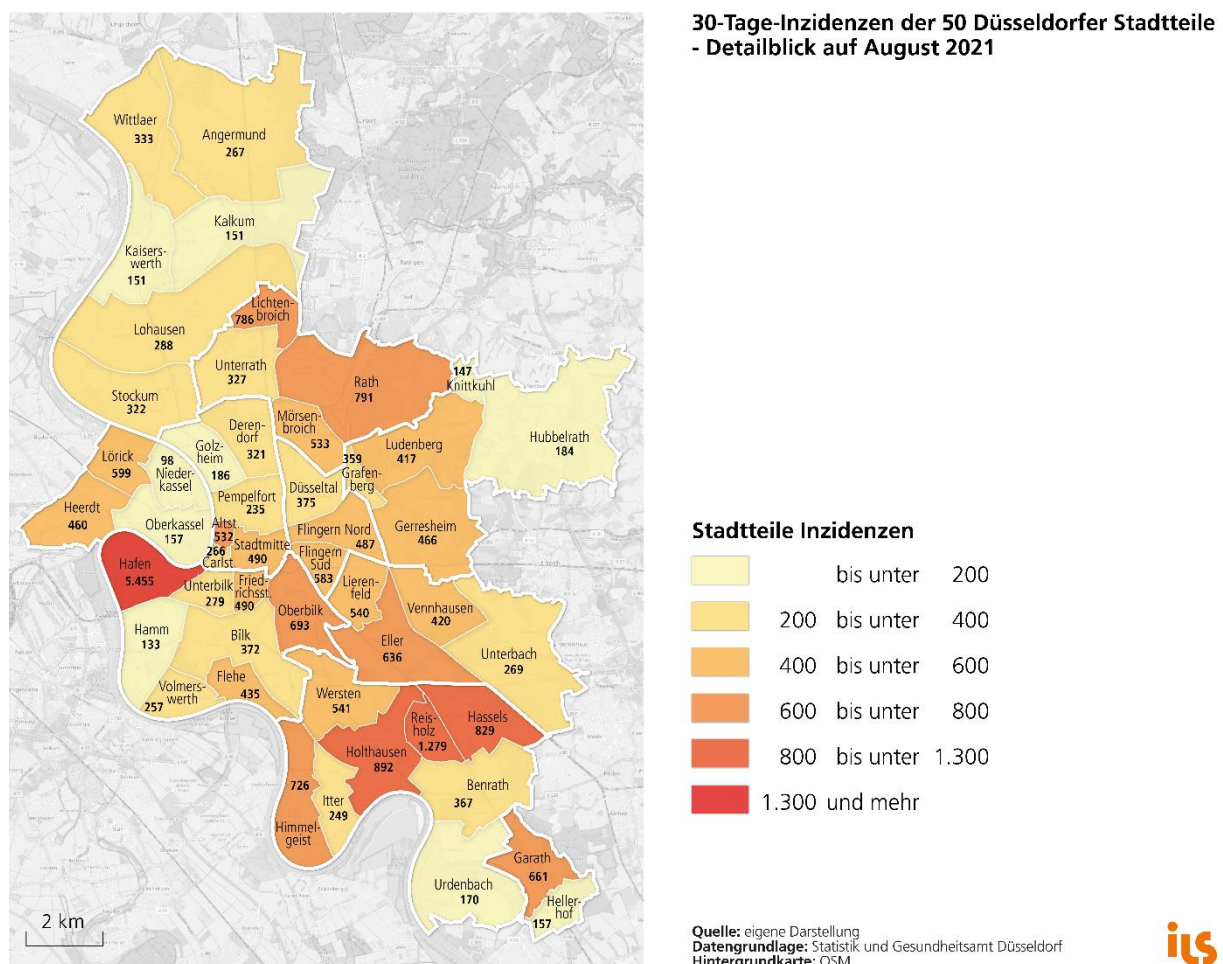 30-Tage-Inzidenzen der 50 Düsseldorfer Stadtteile
- Detailblick auf August 2021
Wittlaer
333
Angermund
267
Kalkum
151
Kaisers-
werth
151
Lichten-
786 broich
Lohausen
288
Unterrath
327
Rath
791
147
Knittkuhl
Stockum
322
Hubbelrath
184
Mörsen-
broich
533
Deren-
dorf
321
Golz-
heim
186
Ludenberg
417
359
Grafen-
berg
Lörick
599
98
Nieder-
kassel
Düsseltal
375
Pempelfort
235
Heerdt
460
Oberkassel
157
Altst.
532
266
Carlst.
Stadtmitte
490
Flingern Nord
487
Gerresheim
466
Flingern
Süd
583
Hafen
5.455
Unterbilk
279
Fried-
richsst.
490
Lieren-
feld
540
Vennhausen
420
Oberbilk
693
Hamm
133
Bilk
372
Eller
636
Unterbach
269
Flehe
435
Volmers-
257 werth
Wersten
541
Reis-
holz
1.279
Hassels
829
Holthausen
892
726
Himmel-
geist
Itter
249
Benrath
367
Garath
661
Urdenbach
170
Heller-
hof
157
2 km
Stadtteile Inzidenzen
bis unter 200
200 bis unter 400
400 bis unter 600
600 bis unter 800
800 bis unter 1.300
1.300 und mehr
Quelle: eigene Darstellung
Datengrundlage: Statistik und Gesundheitsamt Düsseldorf
Hintergrundkarte: OSM
ils